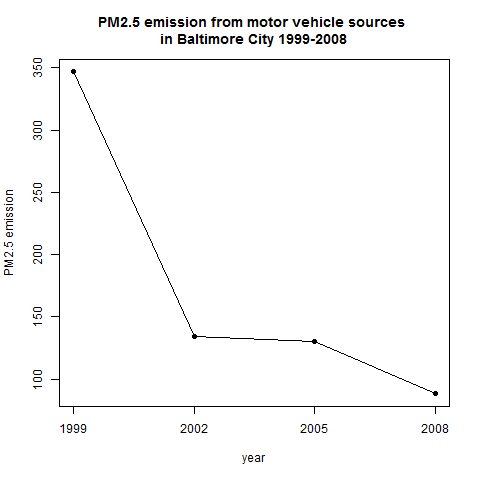 PM2.5 emission from motor vehicle sources
in Baltimore City 1999-2008
350
300
250
200
150
100
PM2.5 emission
1999 2002 2005 2008
year